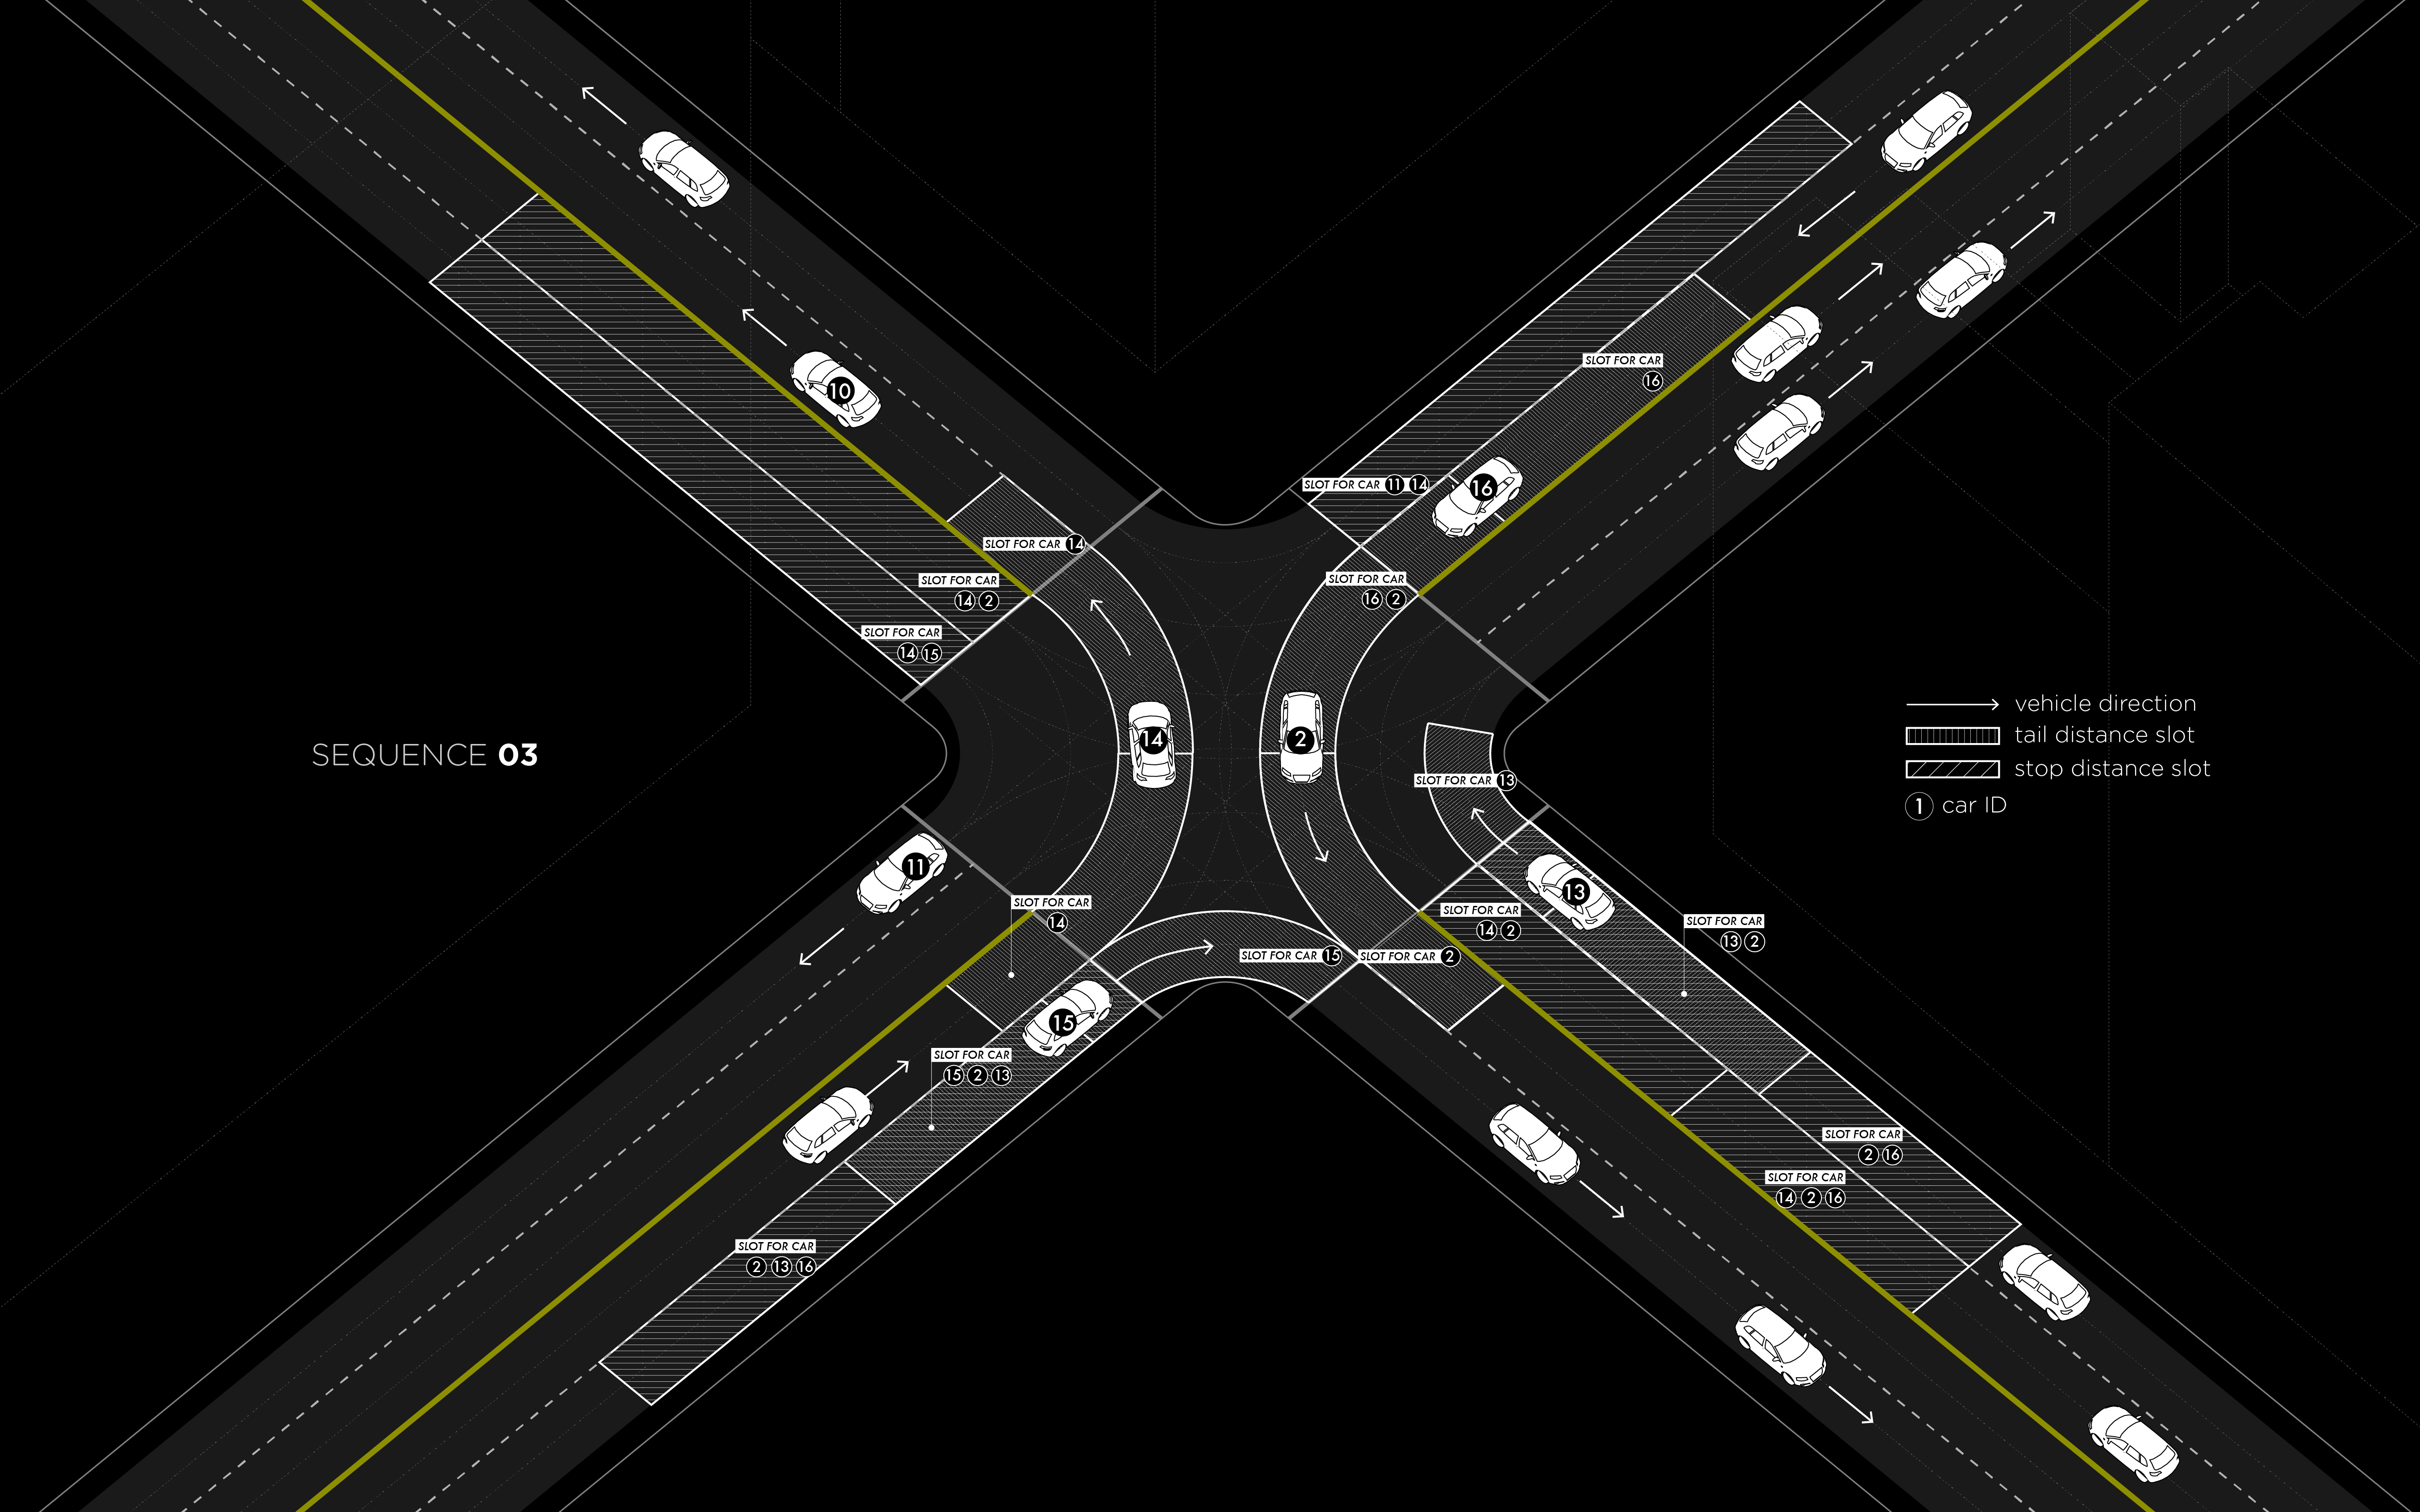 10
SLOT FOR CAR
16
SLOT FOR CAR 11 14
16
SLOT FOR CAR 14
SLOT FOR CAR
14 2
SLOT FOR CAR
16 2
SLOT FOR CAR
14 15
14
2
SEQUENCE 03
vehicle direction
tail distance slot
stop distance slot
1 car ID
SLOT FOR CAR 13
11
13
SLOT FOR CAR
14
SLOT FOR CAR
14 2
SLOT FOR CAR
13 2
SLOT FOR CAR 15
SLOT FOR CAR 2
15
SLOT FOR CAR
15 2 13
SLOT FOR CAR
2 16
SLOT FOR CAR
14 2 16
SLOT FOR CAR
2 13 16